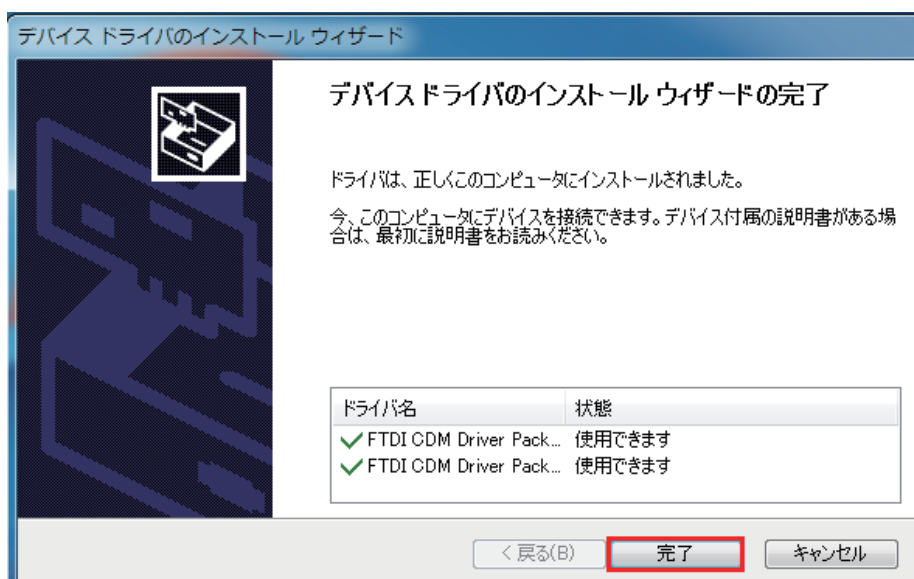 デバイス ドライバのインストール ウィザード
デバイス ドライバのインストール ウィザードの完了
ドライバは、正しくこのコンピュータにインストールされました。
今、このコンピュータにデバイスを接続できます。デバイス付属の説明書がある場
合は、最初に説明書をお読みください。
ドライバ名 状態
FTDI CDM Driver Pack... 使用できます
FTDI CDM Driver Pack... 使用できます
< 戻る(B) 完了 キャンセル